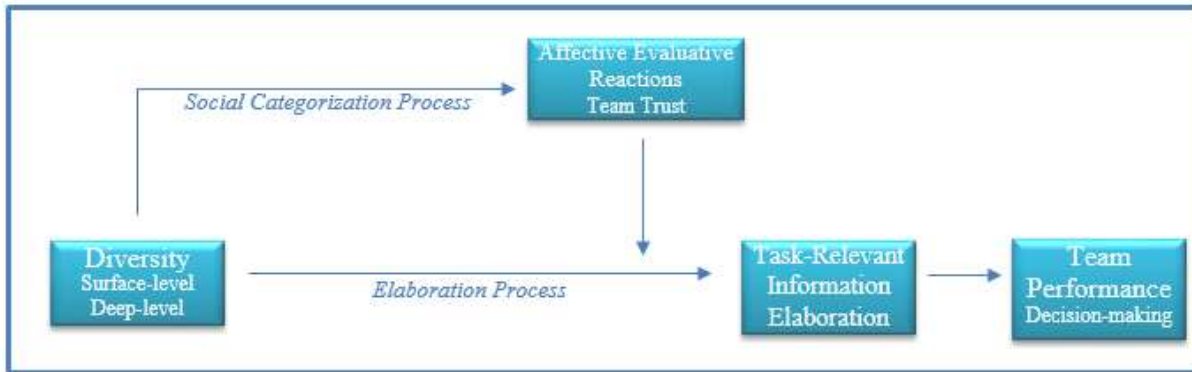 Affective Evaluative
Reactions
Team Trust
Social Categorization Process
Diversity
Surface-level
Deep-level
Elaboration Process
Task-Relevant
Information
Elaboration
Team
Performance
Decision-making